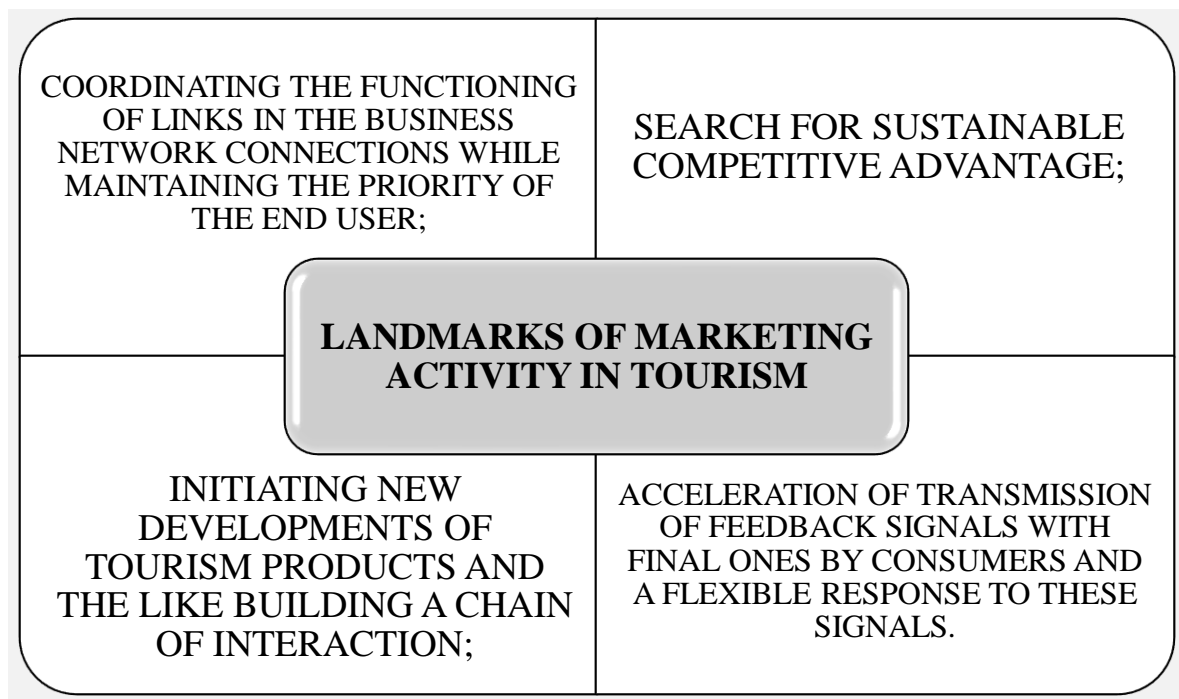 COORDINATING THE FUNCTIONING
OF LINKS IN THE BUSINESS
NETWORK CONNECTIONS WHILE
MAINTAINING THE PRIORITY OF
THE END USER;
SEARCH FOR SUSTAINABLE
COMPETITIVE ADVANTAGE;
LANDMARKS OF MARKETING
ACTIVITY IN TOURISM
INITIATING NEW
DEVELOPMENTS OF
TOURISM PRODUCTS AND
THE LIKE BUILDING A CHAIN
OF INTERACTION;
ACCELERATION OF TRANSMISSION
OF FEEDBACK SIGNALS WITH
FINAL ONES BY CONSUMERS AND
A FLEXIBLE RESPONSE TO THESE
SIGNALS.